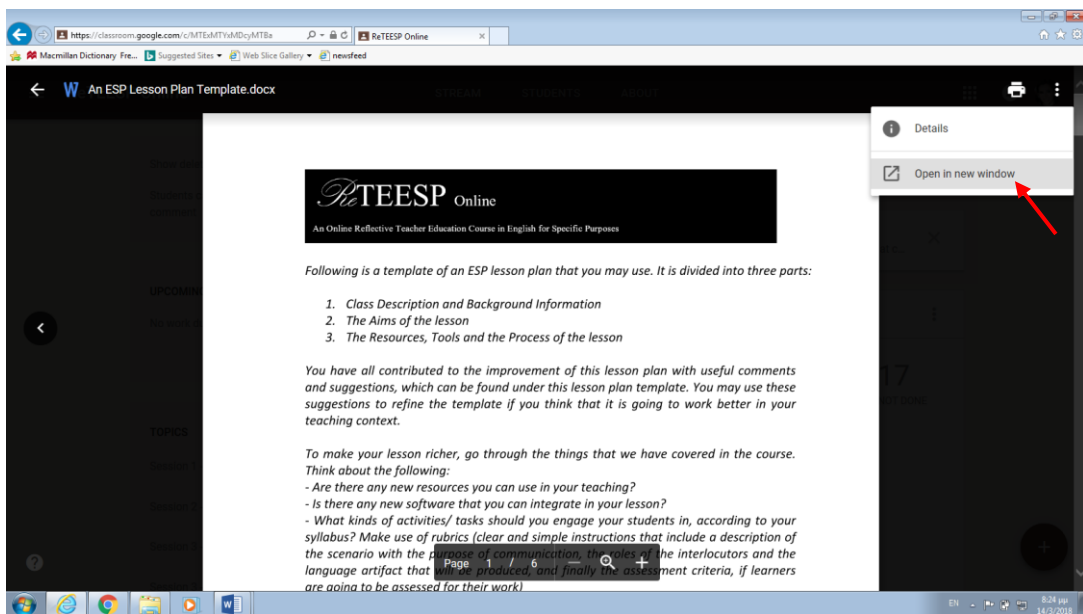 https://classroom.google.com/c/MTExMTYxMDcyMTBa
ReTEESP Online
Macmillan Dictionary Fre...
Suggested Sites
Web Slice Gallery
newsfeed
An ESP Lesson Plan Template.docx
STREAM STUDENTS ABOUT
Details
Open in new window
ReTEESP Online
An Online Reflective Teacher Education Course in English for Specific Purposes
Following is a template of an ESP lesson plan that you may use. It is divided into three parts:
1. Class Description and Background Information
2. The Aims of the lesson
3. The Resources, Tools and the Process of the lesson
You have all contributed to the improvement of this lesson plan with useful comments
and suggestions, which can be found under this lesson plan template. You may use these
suggestions to refine the template if you think that it is going to work better in your
teaching context.
To make your lesson richer, go through the things that we have covered in the course.
Think about the following:
- Are there any new resources you can use in your teaching?
- Is there any new software that you can integrate in your lesson?
- What kinds of activities/ tasks should you engage your students in, according to your
syllabus? Make use of rubrics (clear and simple instructions that include a description of
the scenario with the purpose of communication, the roles of the interlocutors and the
language artifact that will be produced, and finally the assessment criteria, if learners
are going to be assessed for their work)
Page 1 / 6
UPCOMIN
TOPICS
17
EN
8:24 μμ
14/3/2019